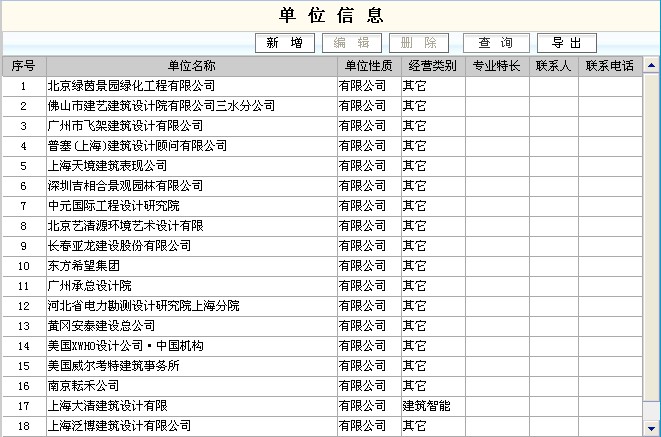 单位信息
新增 编辑 删除 查询 导出
序号 单位名称 单位性质 经营类别 专业特长 联系人 联系电话
1 北京绿茵景园绿化工程有限公司 有限公司 其它
2 佛山市建艺建筑设计院有限公司三水分公司 有限公司 其它
3 广州市飞架建筑设计有限公司 有限公司 其它
4 普塞(上海)建筑设计顾问有限公司 有限公司 其它
5 上海天境建筑表现公司 有限公司 其它
6 深圳吉相合景观园林有限公司 有限公司 其它
7 中元国际工程设计研究院 有限公司 其它
8 北京艺清源环境艺术设计有限 有限公司 其它
9 长春亚龙建设股份有限公司 有限公司 其它
10 东方希望集团 有限公司 其它
11 广州承总设计院 有限公司 其它
12 河北省电力勘测设计研究院上海分院 有限公司 其它
13 黄冈安泰建设总公司 有限公司 其它
14 美国XWHO设计公司·中国机构 有限公司 其它
15 美国威尔考特建筑事务所 有限公司 其它
16 南京耘禾公司 有限公司 其它
17 上海大清建筑设计有限 有限公司 建筑智能
18 上海泛博建筑设计有限公司 有限公司 其它